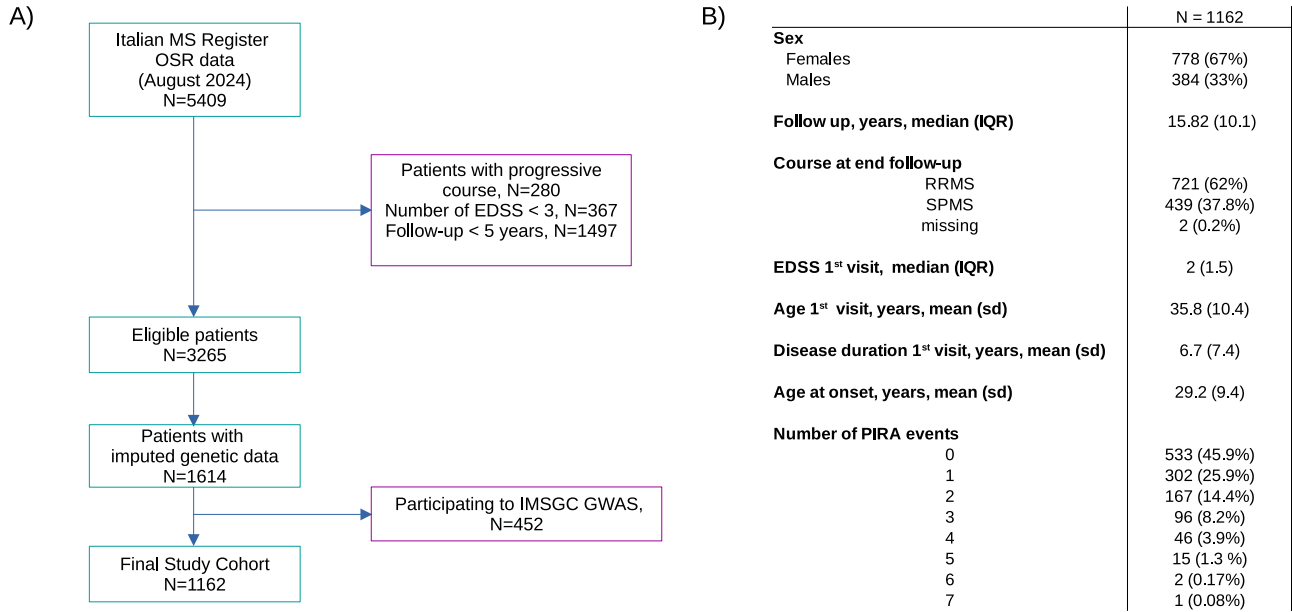 A)
Italian MS Register
OSR data
(August 2024)
N=5409
Patients with progressive
course, N=280
Number of EDSS < 3, N=367
Follow-up < 5 years, N=1497
Eligible patients
N=3265
Patients with
imputed genetic data
N=1614
Participating to IMSGC GWAS,
N=452
Final Study Cohort
N=1162
B)
N = 1162
Sex
Females 778 (67%)
Males 384 (33%)
Follow up, years, median (IQR) 15.82 (10.1)
Course at end follow-up
RRMS 721 (62%)
SPMS 439 (37.8%)
missing 2 (0.2%)
EDSS 1st visit, median (IQR) 2 (1.5)
Age 1st visit, years, mean (sd) 35.8 (10.4)
Disease duration 1st visit, years, mean (sd) 6.7 (7.4)
Age at onset, years, mean (sd) 29.2 (9.4)
Number of PIRA events
0 533 (45.9%)
1 302 (25.9%)
2 167 (14.4%)
3 96 (8.2%)
4 46 (3.9%)
5 15 (1.3 %)
6 2 (0.17%)
7 1 (0.08%)